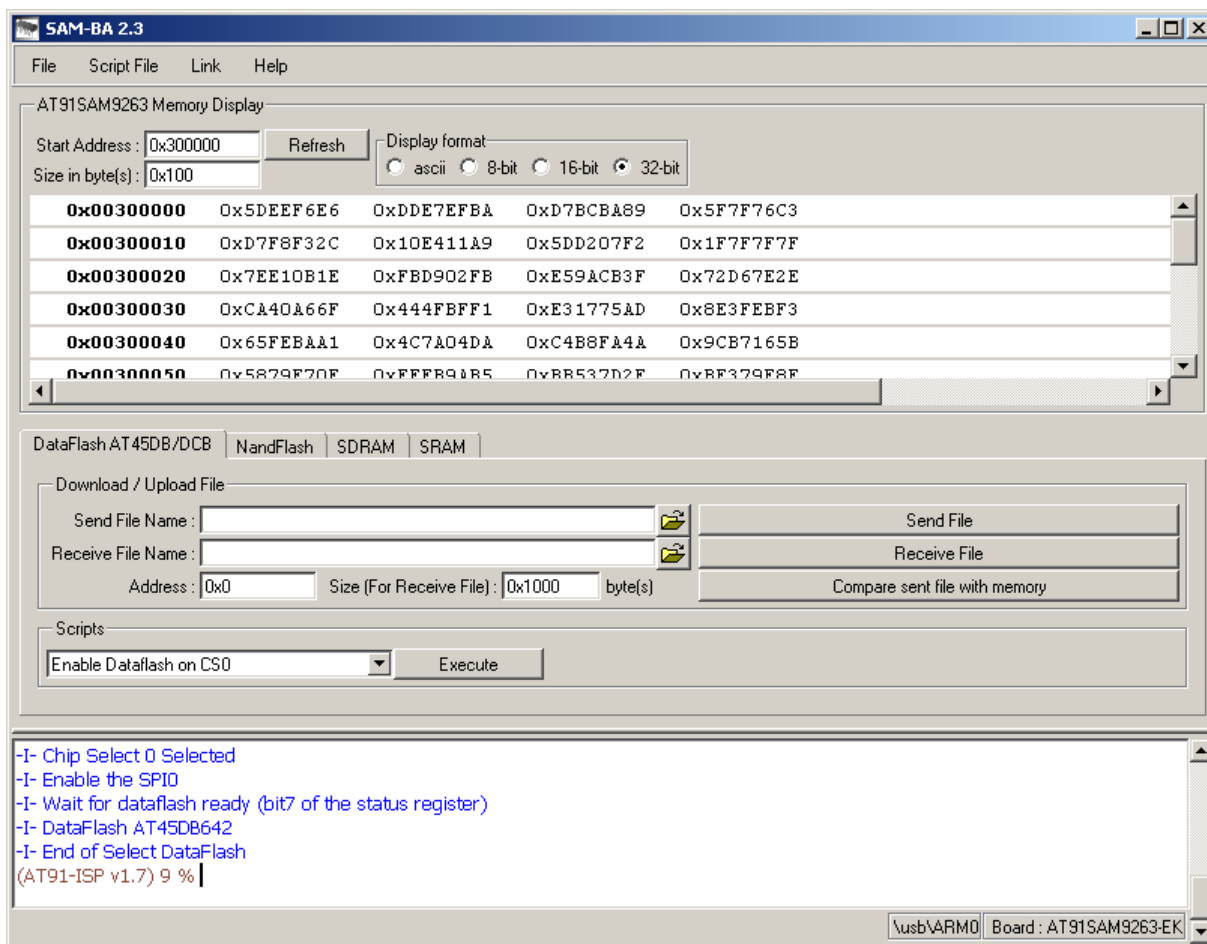 SAM-BA 2.3
File Script File Link Help
AT91SAM9263 Memory Display
Start Address : 0x300000 Refresh Display format
Size in byte(s) : 0x100 ascii 8-bit 16-bit 32-bit
0x00300000 0x5DEEF6E6 0xDDE7EFBA 0xD7BCBA89 0x5F7F76C3
0x00300010 0xD7F8F32C 0x10E411A9 0x5DD207F2 0x1F7F7F7F
0x00300020 0x7EE10B1E 0xFBD902FB 0xE59ACB3F 0x72D67E2E
0x00300030 0xCA40A66F 0x444FBFF1 0xE31775AD 0x8E3FEBF3
0x00300040 0x65FEBAA1 0x4C7A04DA 0xC4B8FA4A 0x9CB7165B
0x00300050
DataFlash AT45DB/DCB NandFlash SDRAM SRAM
Download / Upload File
Send File Name : Send File
Receive File Name : Receive File
Address : 0x0 Size (For Receive File) : 0x1000 byte(s) Compare sent file with memory
Scripts
Enable Dataflash on CS0 Execute
-I- Chip Select 0 Selected
-I- Enable the SPI0
-I- Wait for dataflash ready (bit7 of the status register)
-I- DataFlash AT45DB642
-I- End of Select DataFlash
(AT91-ISP v1.7) 9 %
\usb\ARM0 Board : AT91SAM9263-EK